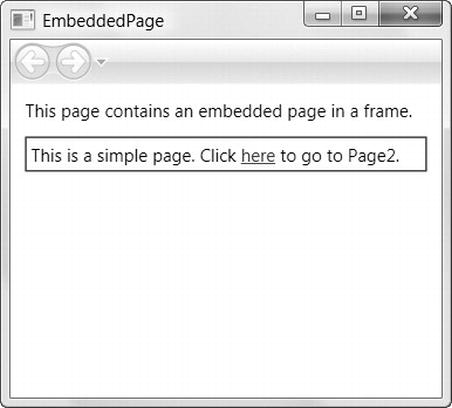 EmbeddedPage
This page contains an embedded page in a frame.
This is a simple page. Click here to go to Page2.